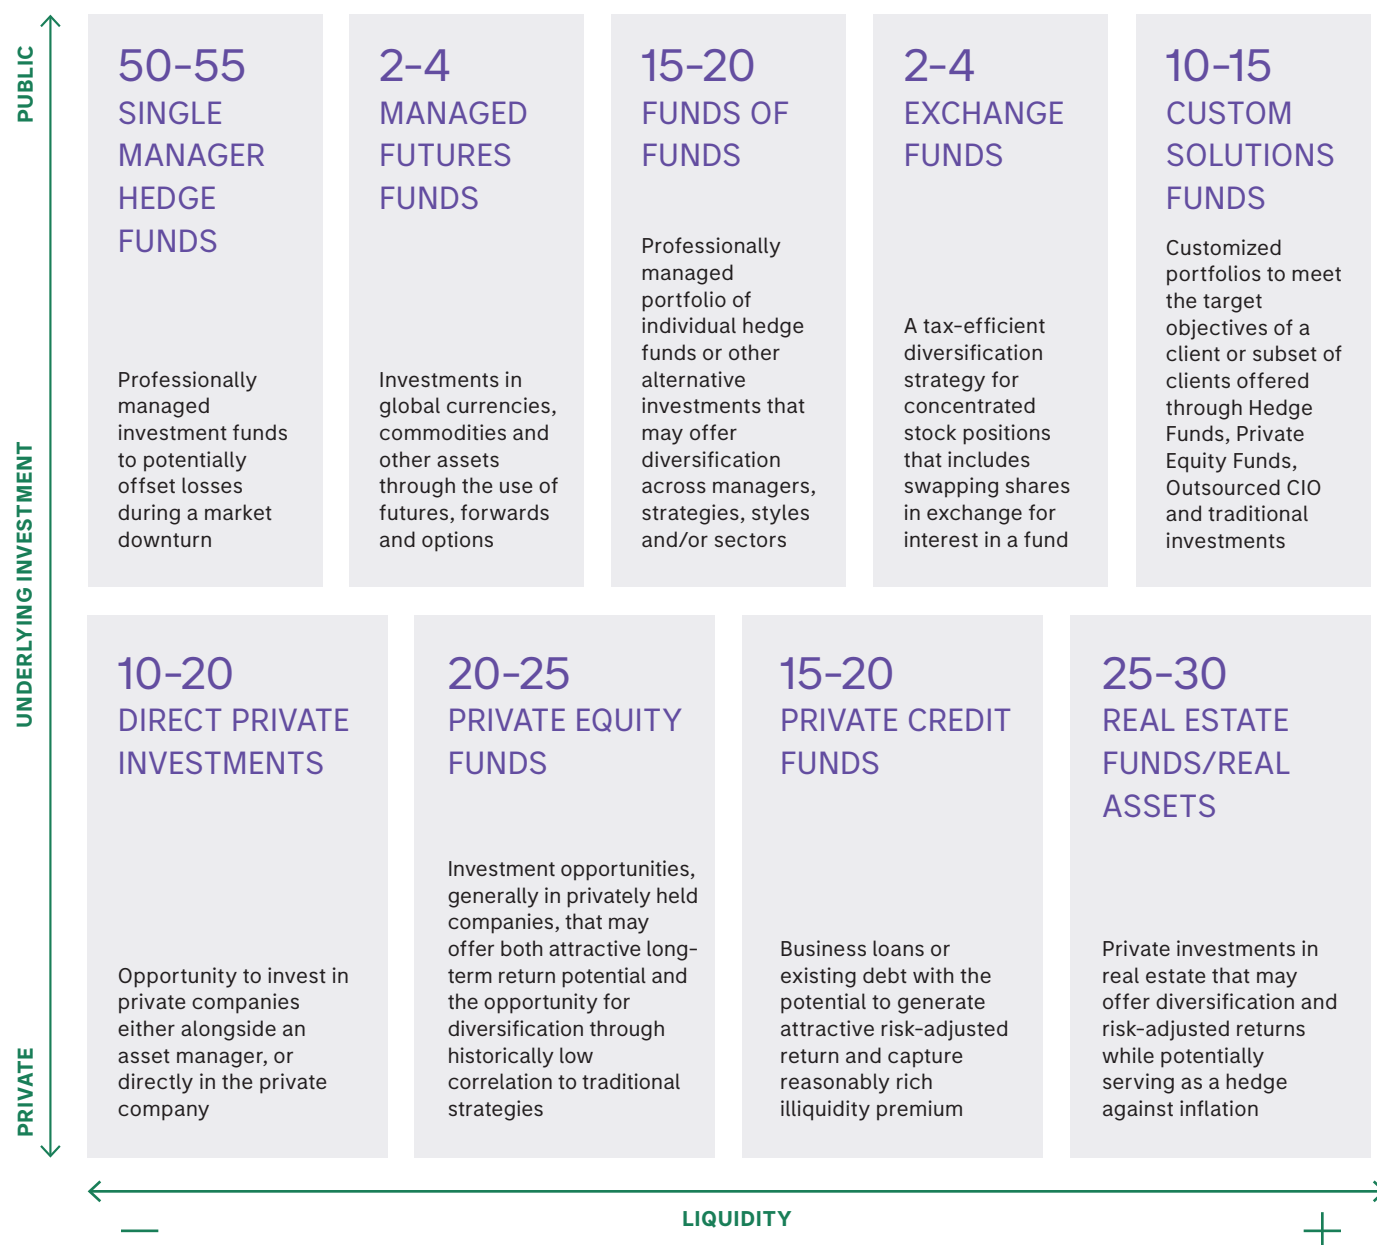 PUBLIC
UNDERLYING INVESTMENT
PRIVATE
50–55
SINGLE
MANAGER
HEDGE
FUNDS
Professionally
managed
investment funds
to potentially
offset losses
during a market
downturn
2–4
MANAGED
FUTURES
FUNDS
Investments in
global currencies,
commodities and
other assets
through the use of
futures, forwards
and options
15–20
FUNDS OF
FUNDS
Professionally
managed
portfolio of
individual hedge
funds or other
alternative
investments that
may offer
diversification
across managers,
strategies, styles
and/or sectors
2–4
EXCHANGE
FUNDS
A tax-efficient
diversification
strategy for
concentrated
stock positions
that includes
swapping shares
in exchange for
interest in a fund
10–15
CUSTOM
SOLUTIONS
FUNDS
Customized
portfolios to meet
the target
objectives of a
client or subset of
clients offered
through Hedge
Funds, Private
Equity Funds,
Outsourced CIO
and traditional
investments
10–20
DIRECT PRIVATE
INVESTMENTS
Opportunity to invest in
private companies
either alongside an
asset manager, or
directly in the private
company
20–25
PRIVATE EQUITY
FUNDS
Investment opportunities,
generally in privately held
companies, that may
offer both attractive long-
term return potential and
the opportunity for
diversification through
historically low
correlation to traditional
strategies
15–20
PRIVATE CREDIT
FUNDS
Business loans or
existing debt with the
potential to generate
attractive risk-adjusted
return and capture
reasonably rich
illiquidity premium
25–30
REAL ESTATE
FUNDS/REAL
ASSETS
Private investments in
real estate that may
offer diversification and
risk-adjusted returns
while potentially
serving as a hedge
against inflation
LIQUIDITY
— +